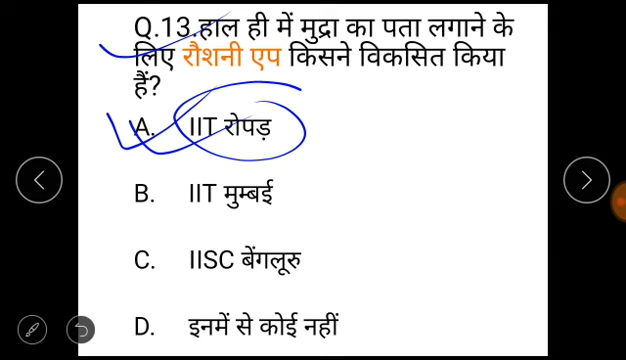 Q.13.हाल ही में मुद्रा का पता लगाने के
लिए रौशनी एप किसने विकसित किया
हैं?
A. IIT रोपड़
B. IIT मुम्बई
C. IISC बेंगलूरु
D. इनमें से कोई नहीं